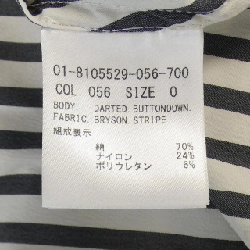 01-8105529-056-700
COL 056 SIZE 0
BODY DARTED BUTTONDOWN.
FABRIC.BRYSON STRIPE
組成表示
綿 70%
ナイロン 24%
ポリウレタン 6%